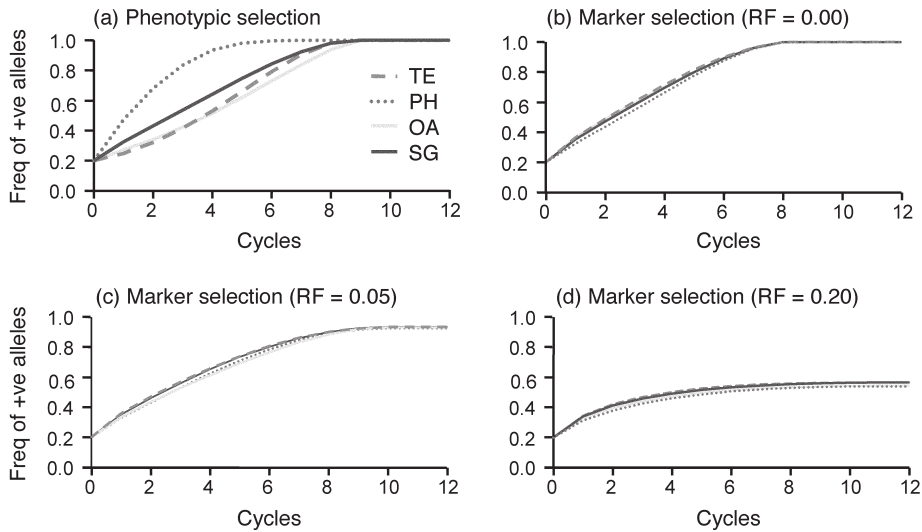 (a) Phenotypic selection
Freq of +ve alleles
1.0
0.8
0.6
0.4
0.2
0.0
TE
PH
OA
SG
0 2 4 6 8 10 12
Cycles
(b) Marker selection (RF = 0.00)
1.0
0.8
0.6
0.4
0.2
0.0
0 2 4 6 8 10 12
Cycles
(c) Marker selection (RF = 0.05)
Freq of +ve alleles
1.0
0.8
0.6
0.4
0.2
0.0
0 2 4 6 8 10 12
Cycles
(d) Marker selection (RF = 0.20)
1.0
0.8
0.6
0.4
0.2
0.0
0 2 4 6 8 10 12
Cycles